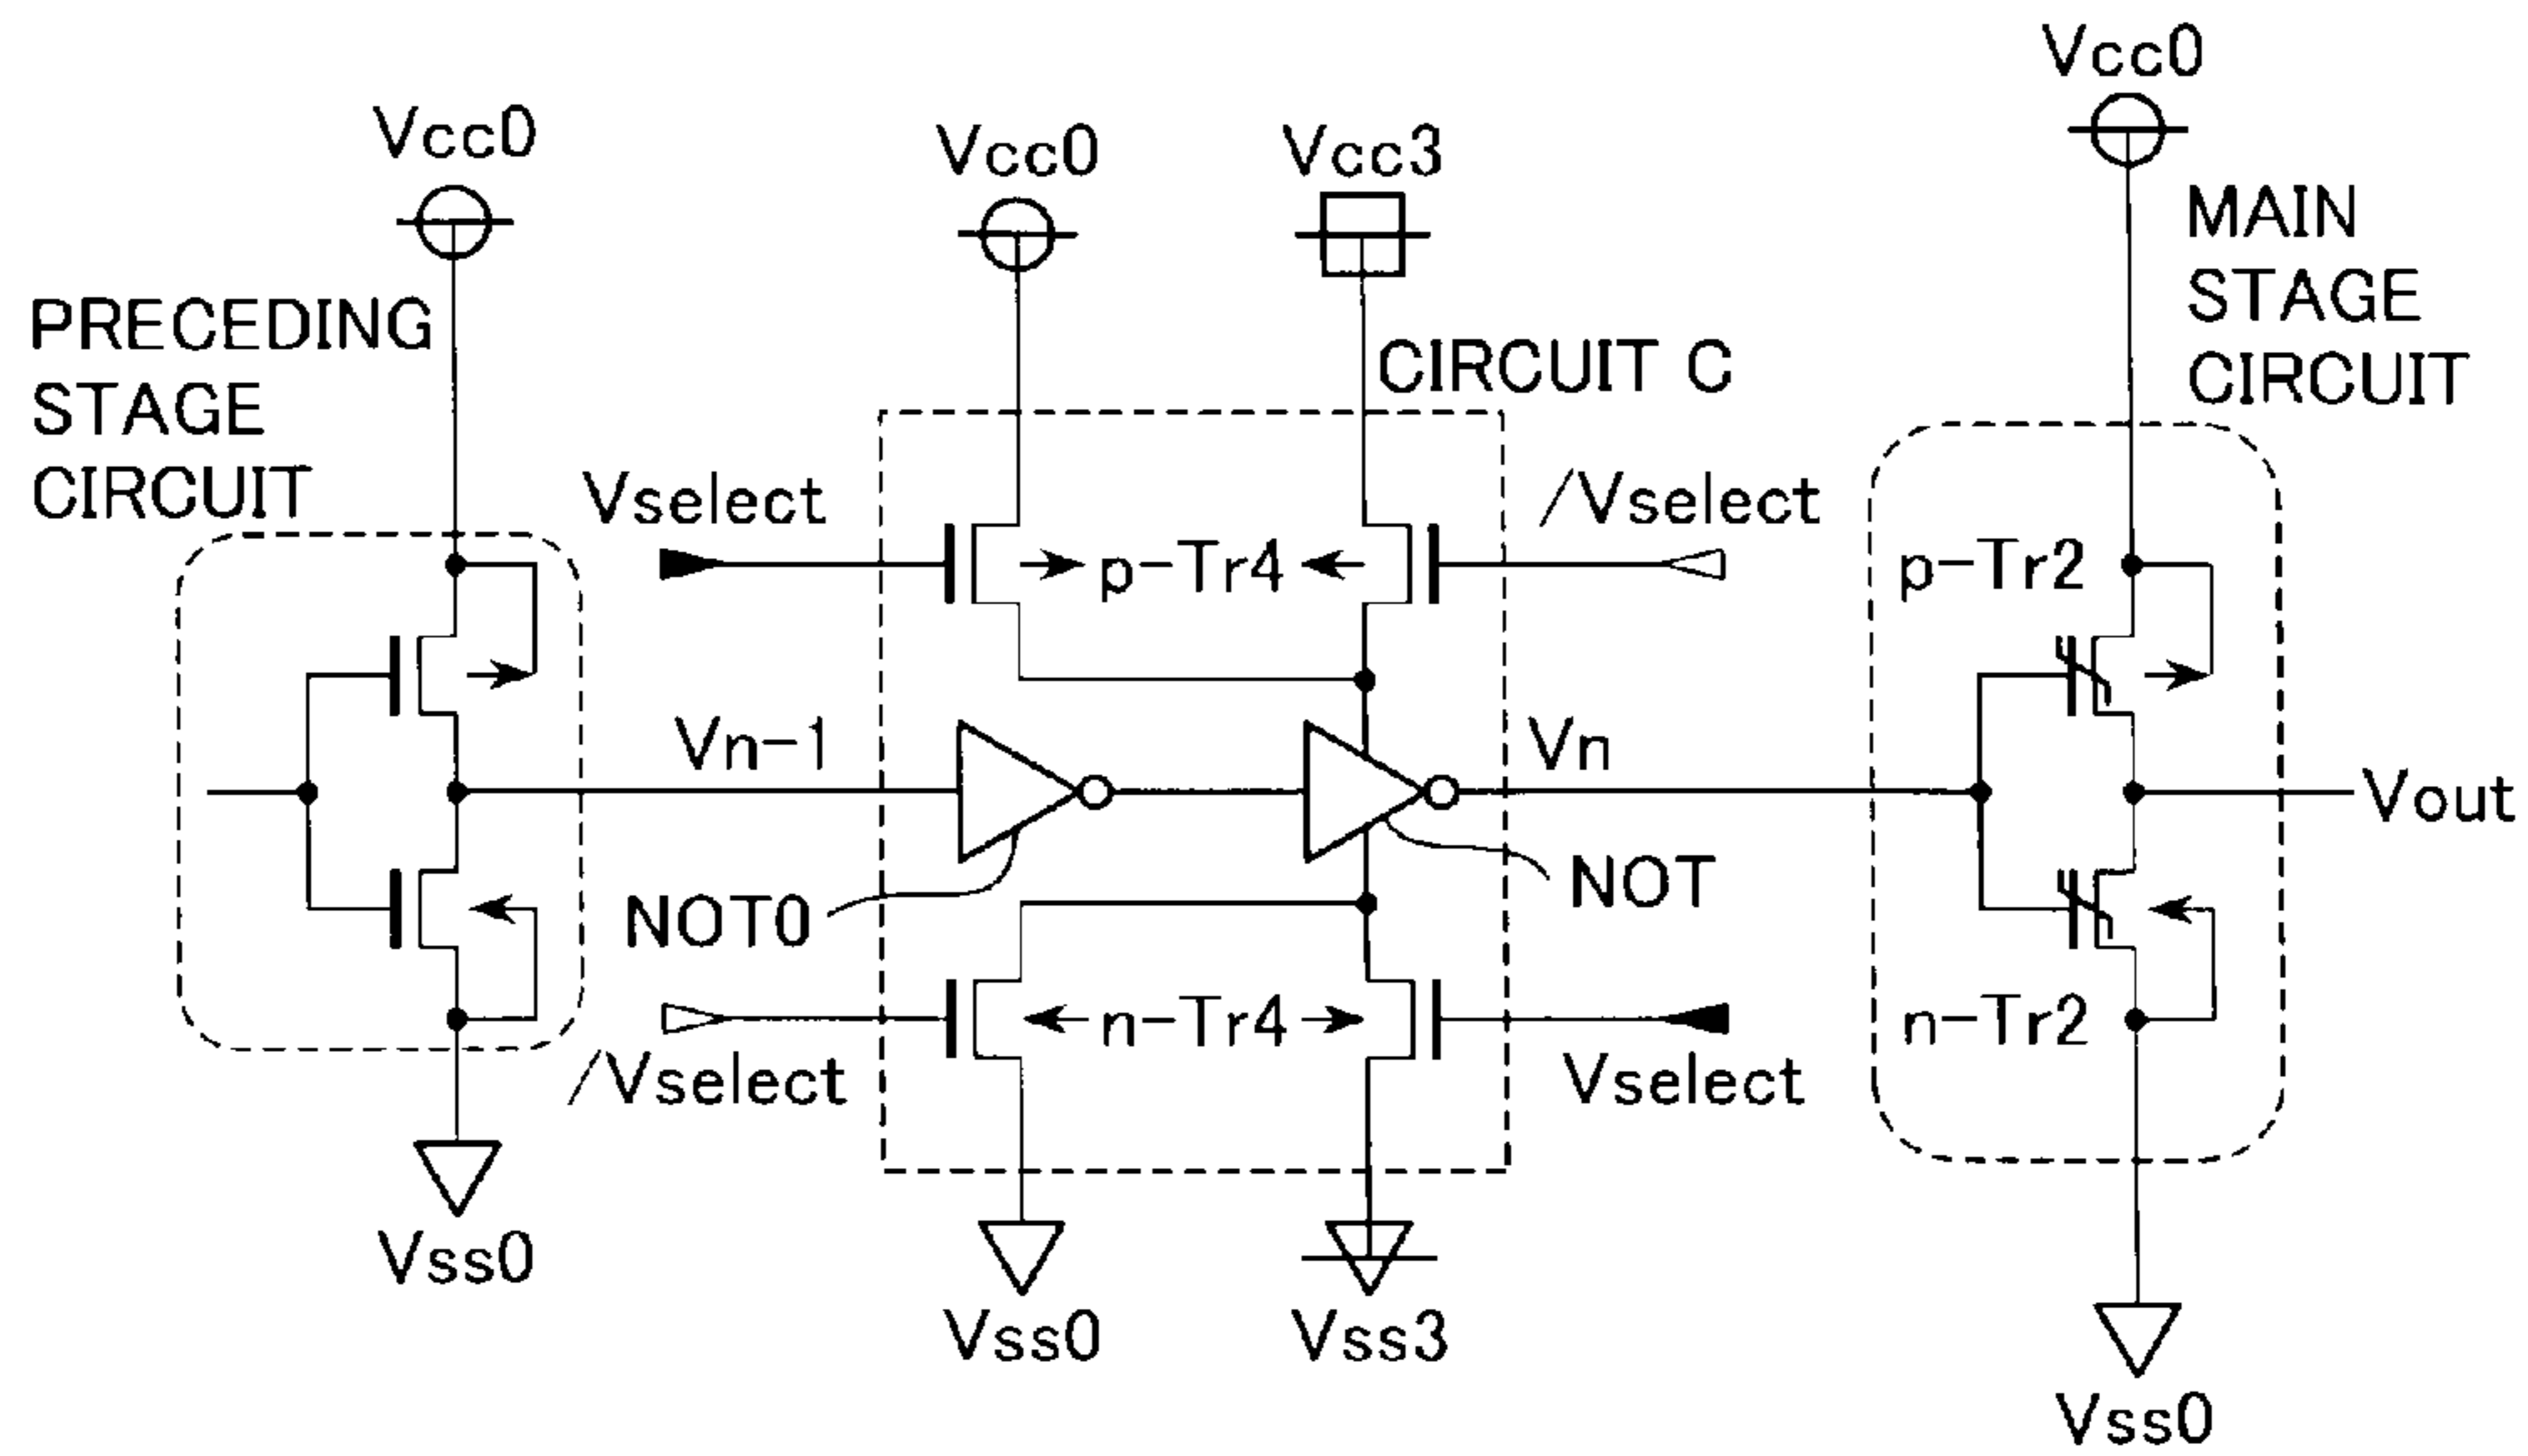 Vcc0
Vcc0
Vcc0
Vcc3
MAIN
STAGE
CIRCUIT
PRECEDING
STAGE
CIRCUIT
CIRCUIT C
Vselect
/Vselect
p-Tr4
p-Tr2
Vn-1
Vn
Vout
NOT0
NOT
n-Tr4
n-Tr2
/Vselect
Vselect
Vss0
Vss0
Vss3
Vss0